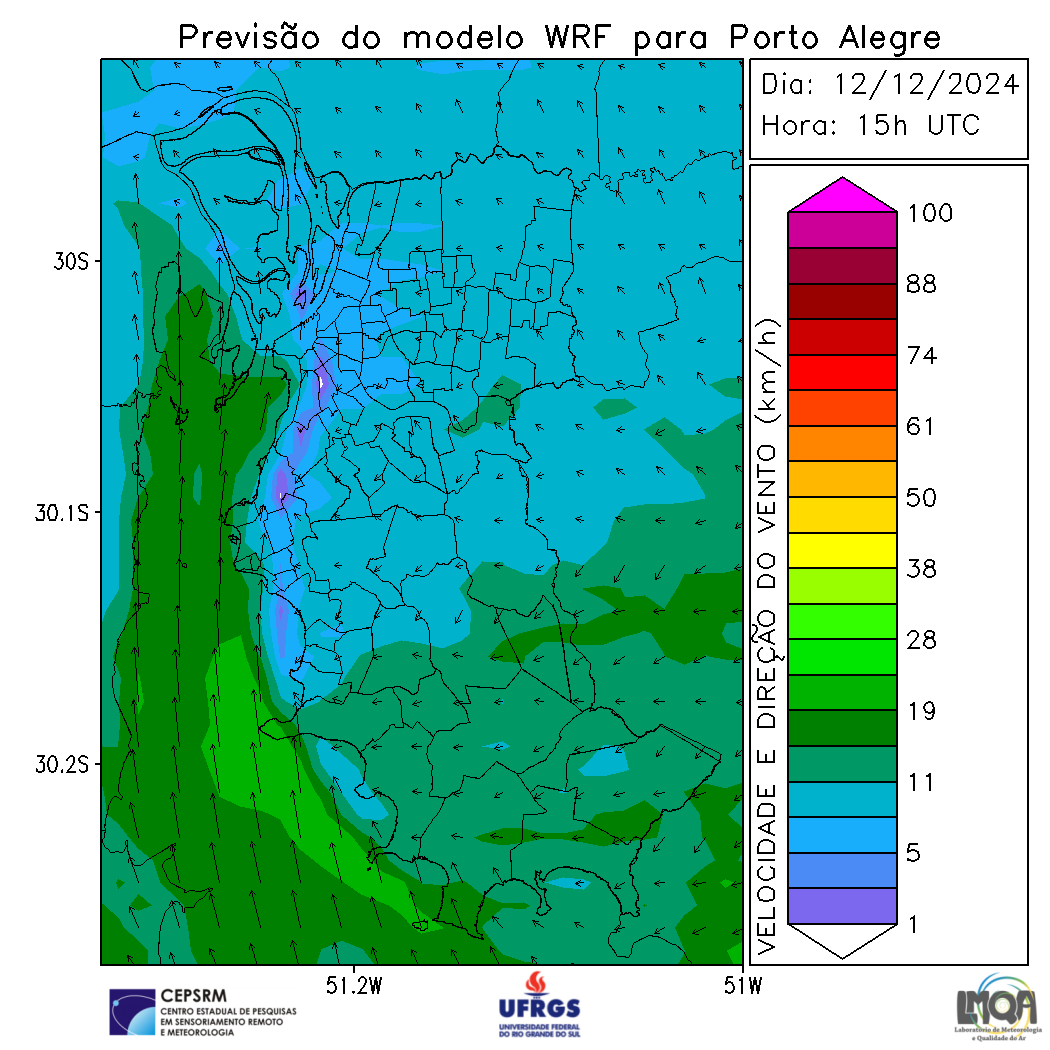 Previsão do modelo WRF para Porto Alegre
Dia: 12/12/2024
Hora: 15h UTC
30S
30.1S
30.2S
51.2W
51W
VELOCIDADE E DIREÇÃO DO VENTO (km/h)
100
88
74
61
50
38
28
19
11
5
1
CEPSRM
CENTRO ESTADUAL DE PESQUISAS
EM SENSORIAMENTO REMOTO
E METEOROLOGIA
UFRGS
UNIVERSIDADE FEDERAL
DO RIO GRANDE DO SUL
LMQA
Laboratório de Meteorologia
e Qualidade do Ar